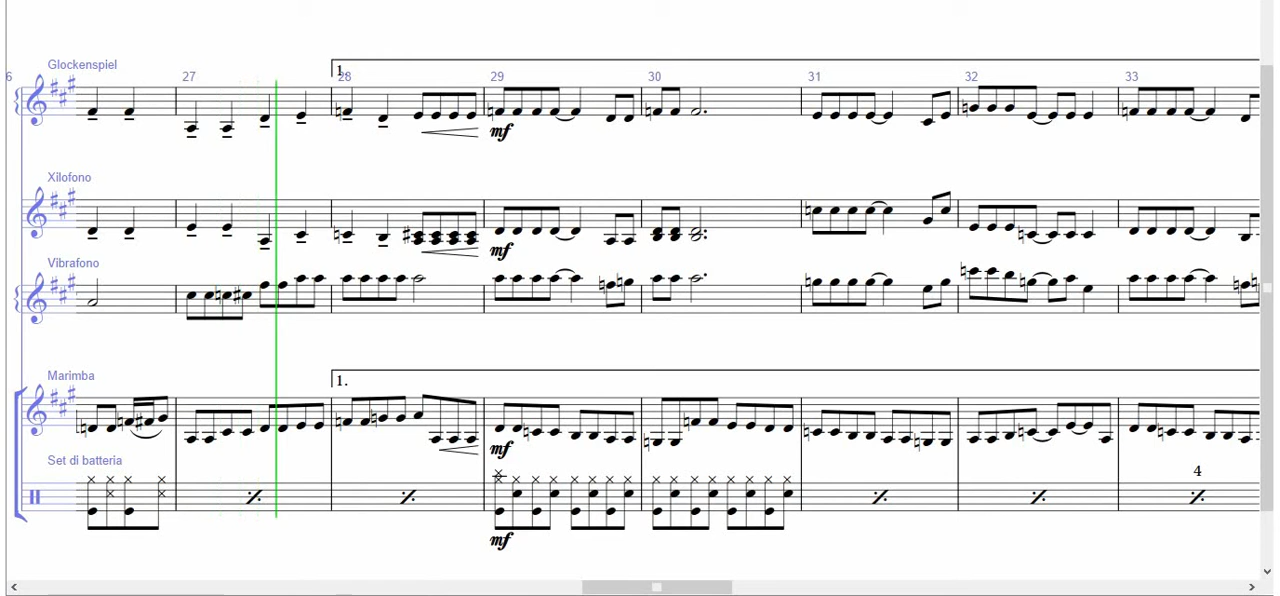 Glockenspiel
1.
6 27 28 29 30 31 32 33
mf
Xilofono
mf
Vibrafono
Marimba
1.
mf
Set di batteria
4
mf